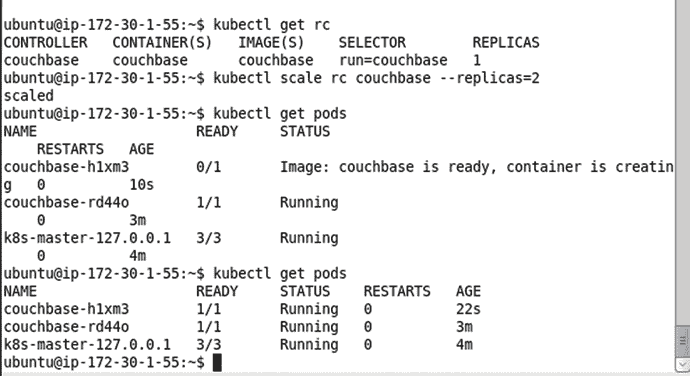 ubuntu@ip-172-30-1-55:~$ kubectl get rc
CONTROLLER   CONTAINER(S)   IMAGE(S)    SELECTOR        REPLICAS
couchbase    couchbase      couchbase   run=couchbase   1
ubuntu@ip-172-30-1-55:~$ kubectl scale rc couchbase --replicas=2
scaled
ubuntu@ip-172-30-1-55:~$ kubectl get pods
NAME                   READY     STATUS
    RESTARTS   AGE
couchbase-h1xm3        0/1       Image: couchbase is ready, container is creatin
g   0          10s
couchbase-rd44o        1/1       Running
    0          3m
k8s-master-127.0.0.1   3/3       Running
    0          4m
ubuntu@ip-172-30-1-55:~$ kubectl get pods
NAME                   READY     STATUS    RESTARTS   AGE
couchbase-h1xm3        1/1       Running   0          22s
couchbase-rd44o        1/1       Running   0          3m
k8s-master-127.0.0.1   3/3       Running   0          4m
ubuntu@ip-172-30-1-55:~$